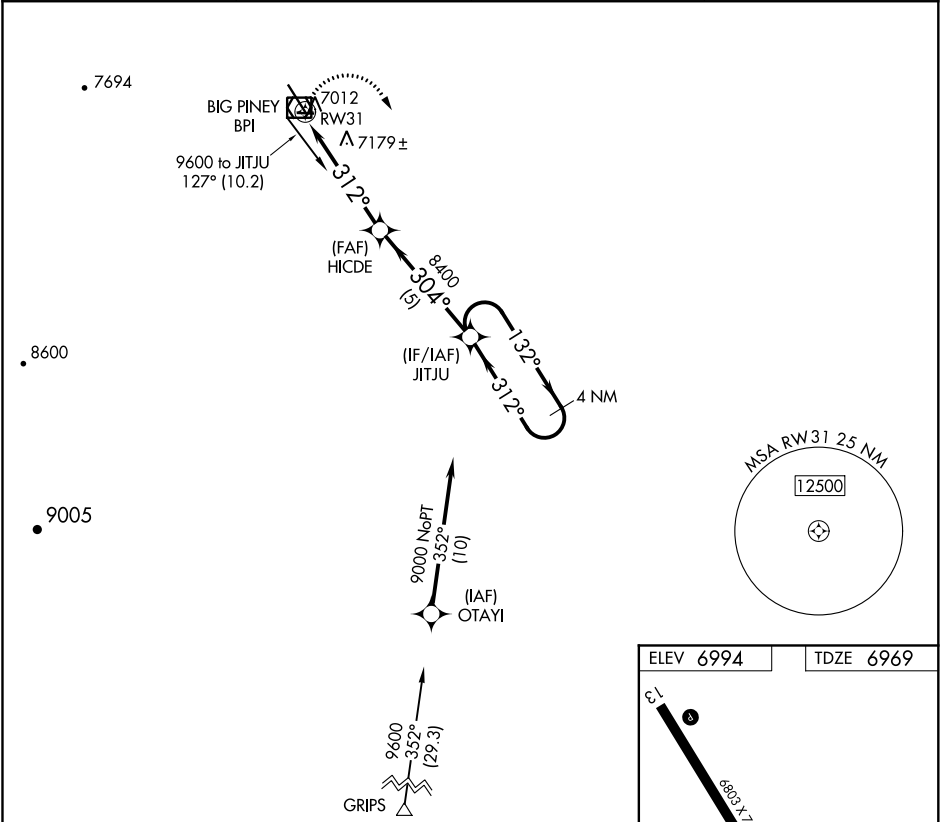 7694
BIG PINEY
BPI
7012
RW31
7179±
9600 to JITJU
127° (10.2)
312°
(FAF)
HICDE
8400
304°
(5)
8600
(IF/IAF)
JITJU
132°
312°
4 NM
MSA RW31 25 NM
12500
9005
9000 NoPT
352°
(10)
(IAF)
OTAYI
9600
352°
(29.3)
GRIPS
ELEV 6994
TDZE 6969
13
P
6803 X 7